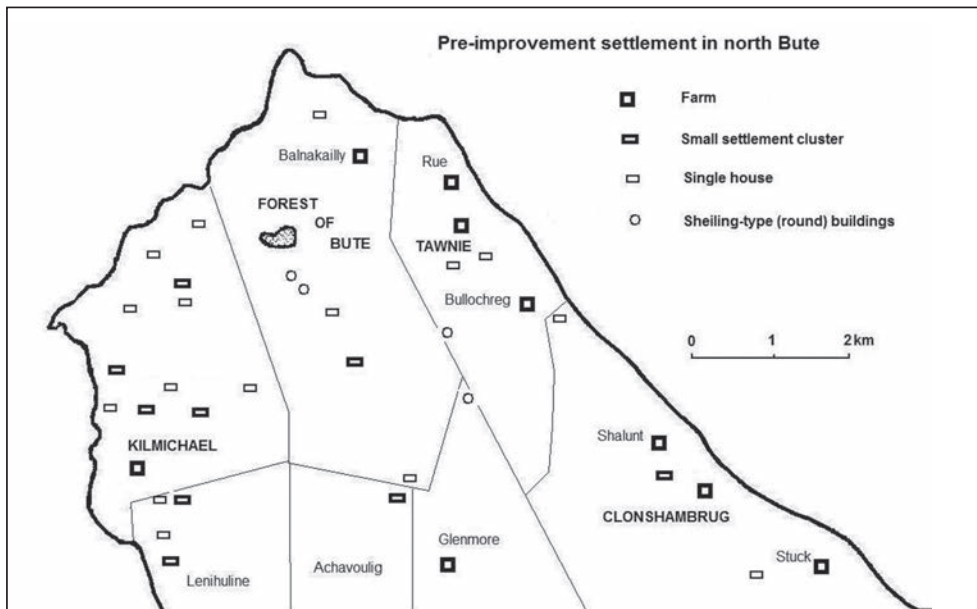 Pre-improvement settlement in north Bute
Farm
Small settlement cluster
Single house
Sheiling-type (round) buildings
Balnakailly
Rue
FOREST
OF
BUTE
TAWNIE
Bullochreg
0 1 2 km
Shalunt
KILMICHAEL
CLONSHAMBRUG
Glenmore
Stuck
Lenihuline
Achavoulig